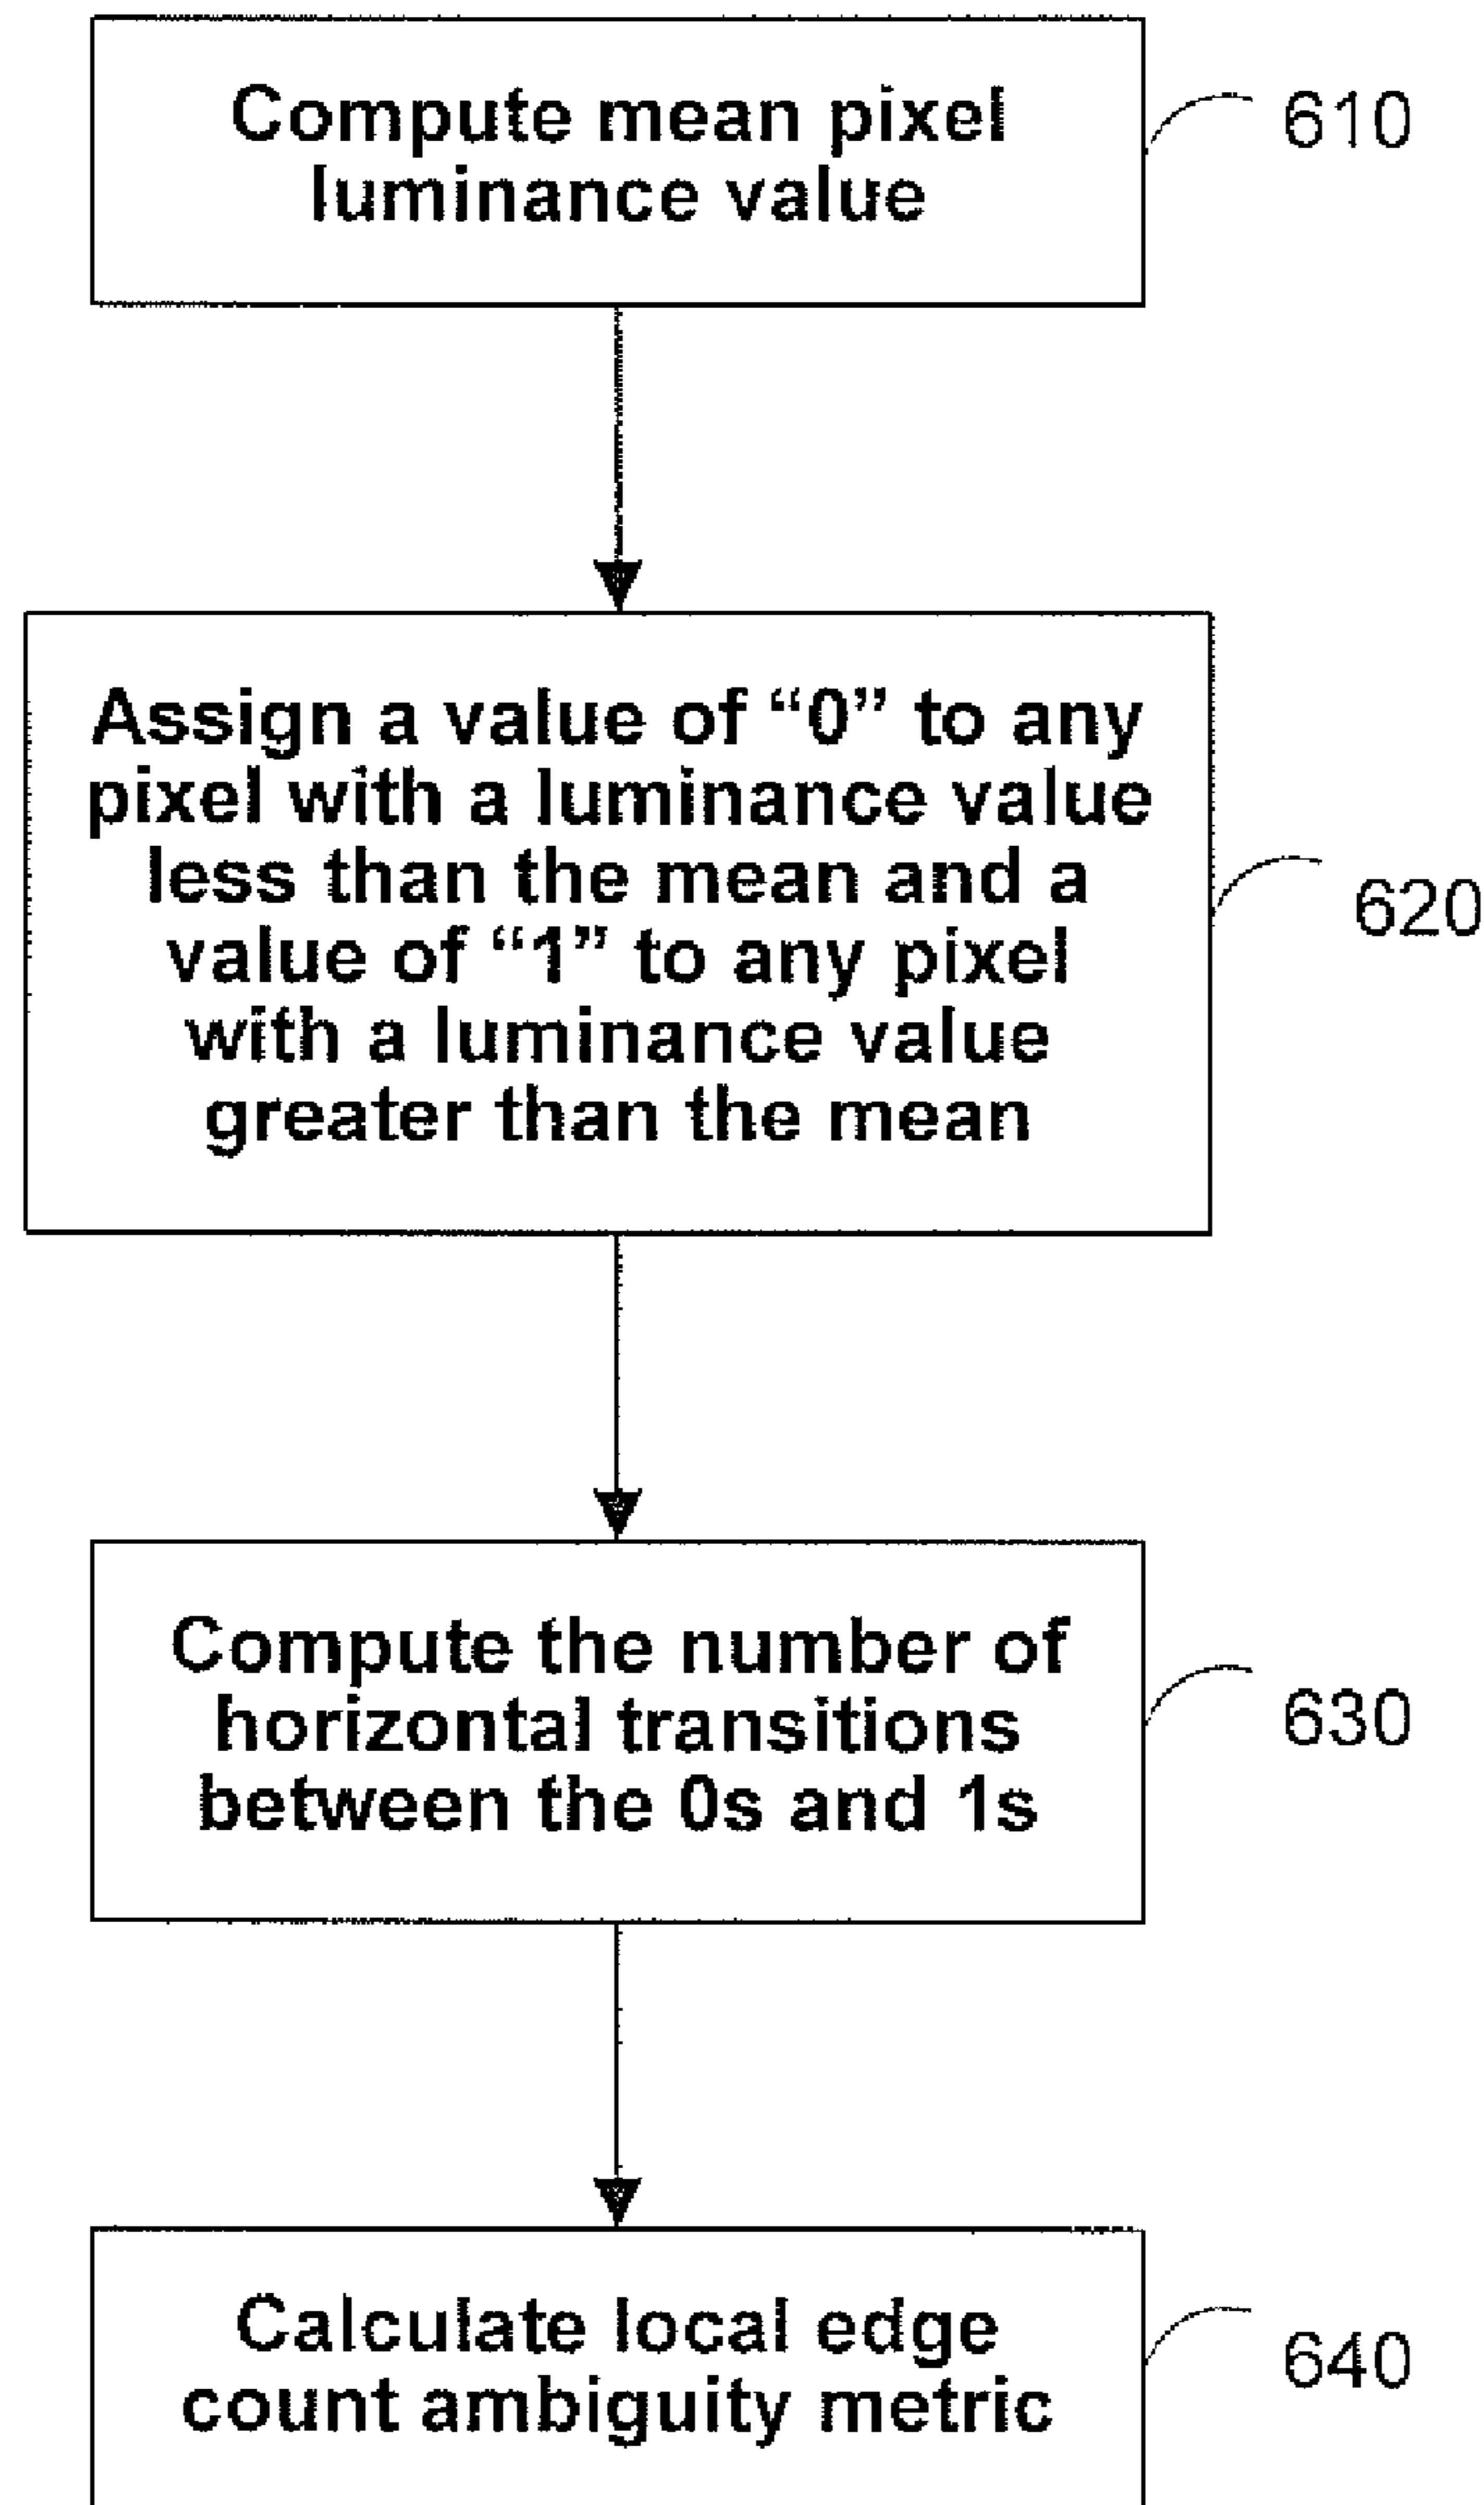 Compute mean pixel
luminance value
610
Assign a value of “0” to any
pixel with a luminance value
less than the mean and a
value of “1” to any pixel
with a luminance value
greater than the mean
620
Compute the number of
horizontal transitions
between the 0s and 1s
630
Calculate local edge
count ambiguity metric
640